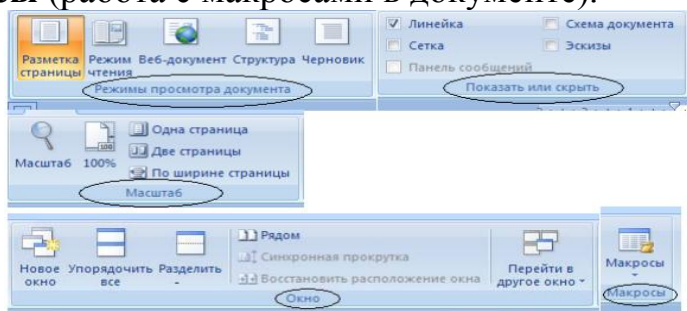 (работа с макросами в документе).
Разметка страницы Режим чтения Веб-документ Структура Черновик
Режимы просмотра документа
Линейка Схема документа
Сетка Эскизы
Панель сообщений
Показать или скрыть
Масштаб 100%
Одна страница
Две страницы
По ширине страницы
Масштаб
Новое окно Упорядочить все Разделить
Рядом
Синхронная прокрутка
Восстановить расположение окна
Перейти в другое окно
Окно
Макросы
Макросы